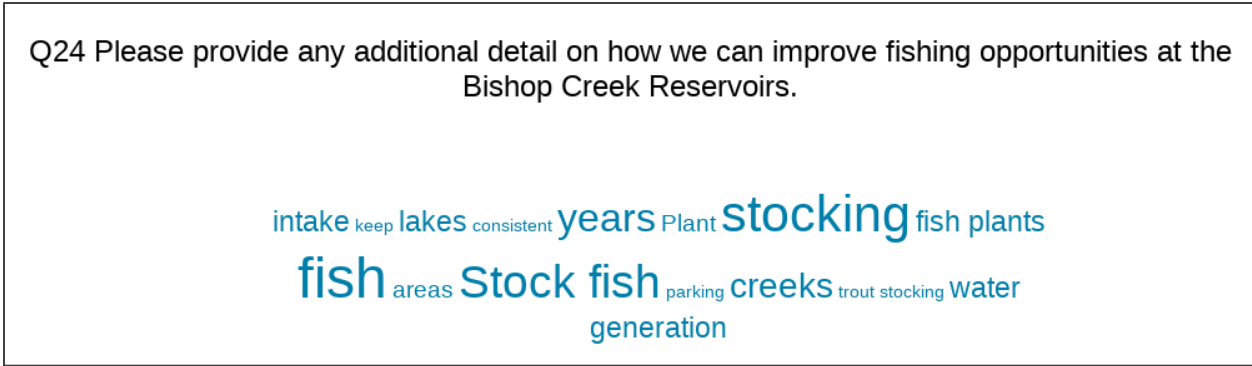 Q24 Please provide any additional detail on how we can improve fishing opportunities at the
Bishop Creek Reservoirs.
intake keep lakes consistent years Plant stocking fish plants
fish areas Stock fish parking creeks trout stocking water
generation